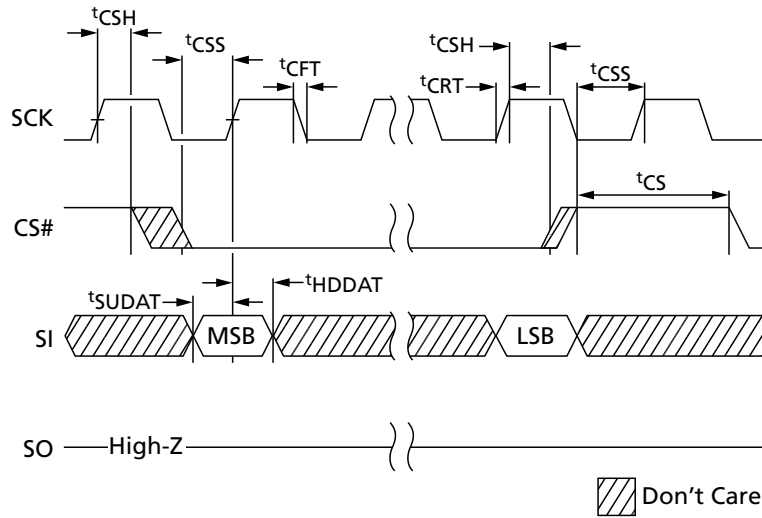 tCSH
tCSS
tCFT
tCSH
tCRT
tCSS
SCK
tCS
CS#
tSUDAT
tHDDAT
SI
MSB
LSB
SO
High-Z
Don't Care